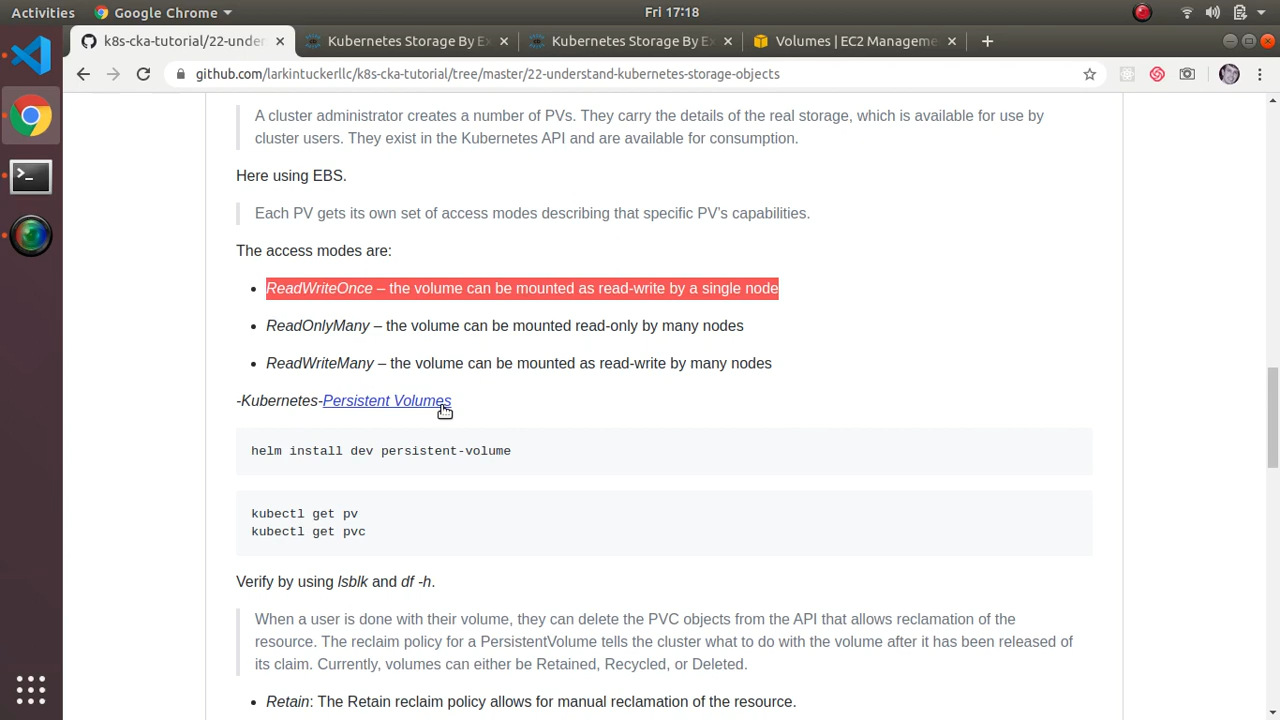 Activities
Google Chrome
Fri 17:18
k8s-cka-tutorial/22-under
Kubernetes Storage By Ex
Kubernetes Storage By Ex
Volumes | EC2 Manageme
github.com/larkintuckerllc/k8s-cka-tutorial/tree/master/22-understand-kubernetes-storage-objects
A cluster administrator creates a number of PVs. They carry the details of the real storage, which is available for use by
cluster users. They exist in the Kubernetes API and are available for consumption.
Here using EBS.
Each PV gets its own set of access modes describing that specific PV's capabilities.
The access modes are:
• ReadWriteOnce – the volume can be mounted as read-write by a single node
• ReadOnlyMany – the volume can be mounted read-only by many nodes
• ReadWriteMany – the volume can be mounted as read-write by many nodes
-Kubernetes-Persistent Volumes
helm install dev persistent-volume
kubectl get pv
kubectl get pvc
Verify by using lsblk and df -h.
When a user is done with their volume, they can delete the PVC objects from the API that allows reclamation of the
resource. The reclaim policy for a PersistentVolume tells the cluster what to do with the volume after it has been released of
its claim. Currently, volumes can either be Retained, Recycled, or Deleted.
• Retain: The Retain reclaim policy allows for manual reclamation of the resource.